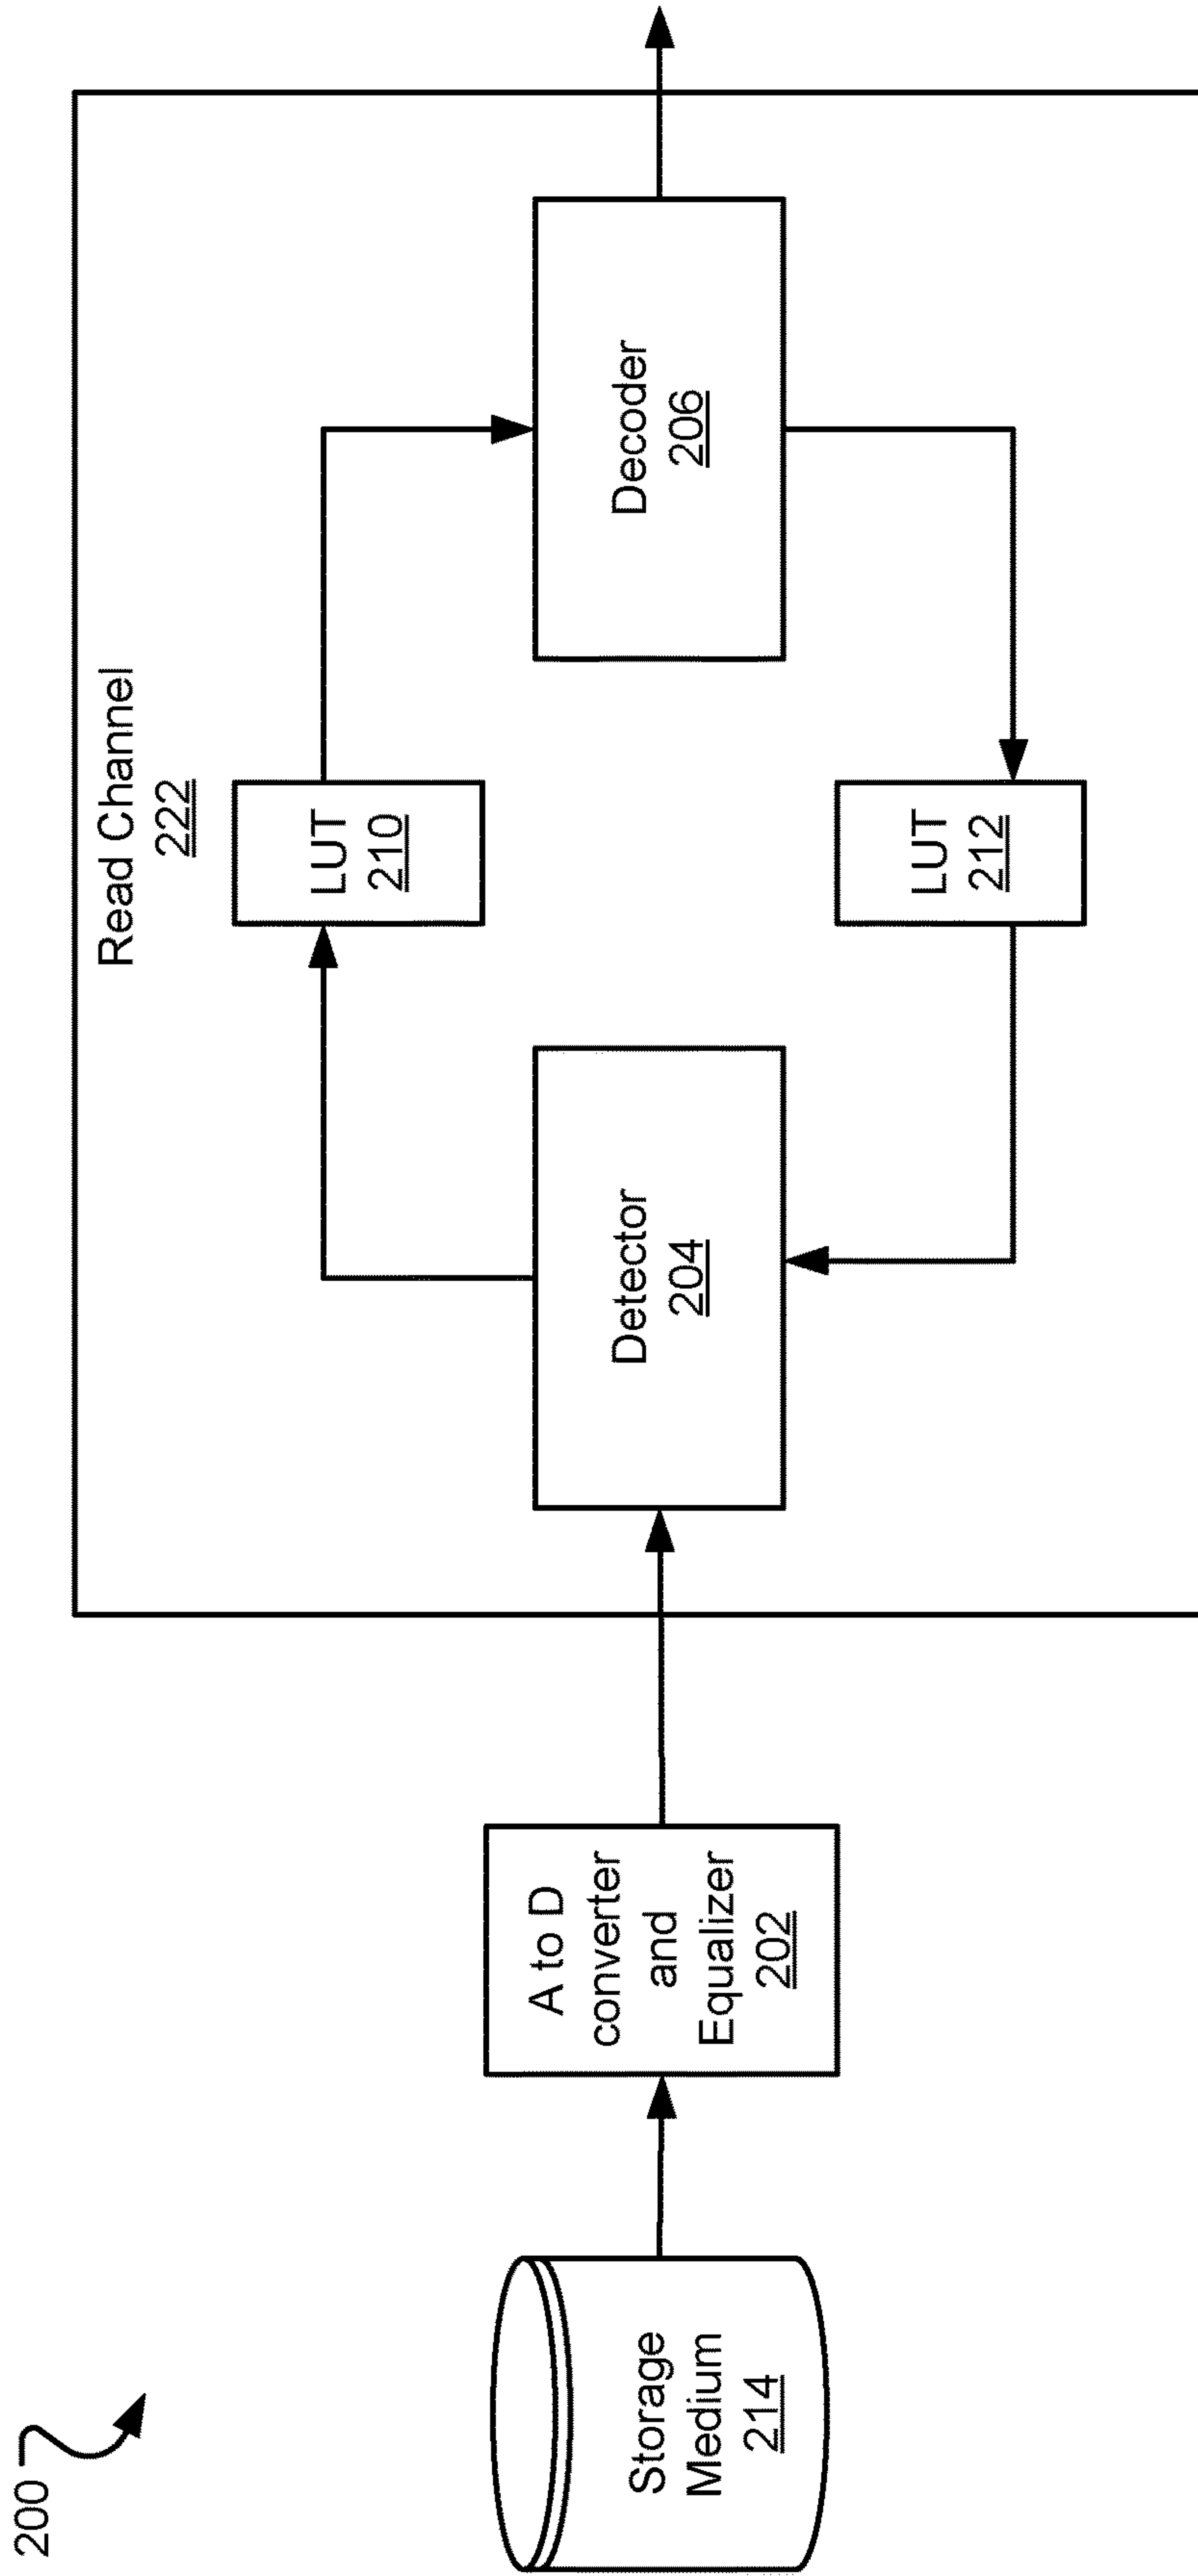 200
Read Channel
222
Storage
Medium
214
A to D
converter
and
Equalizer
202
Detector
204
LUT
210
LUT
212
Decoder
206